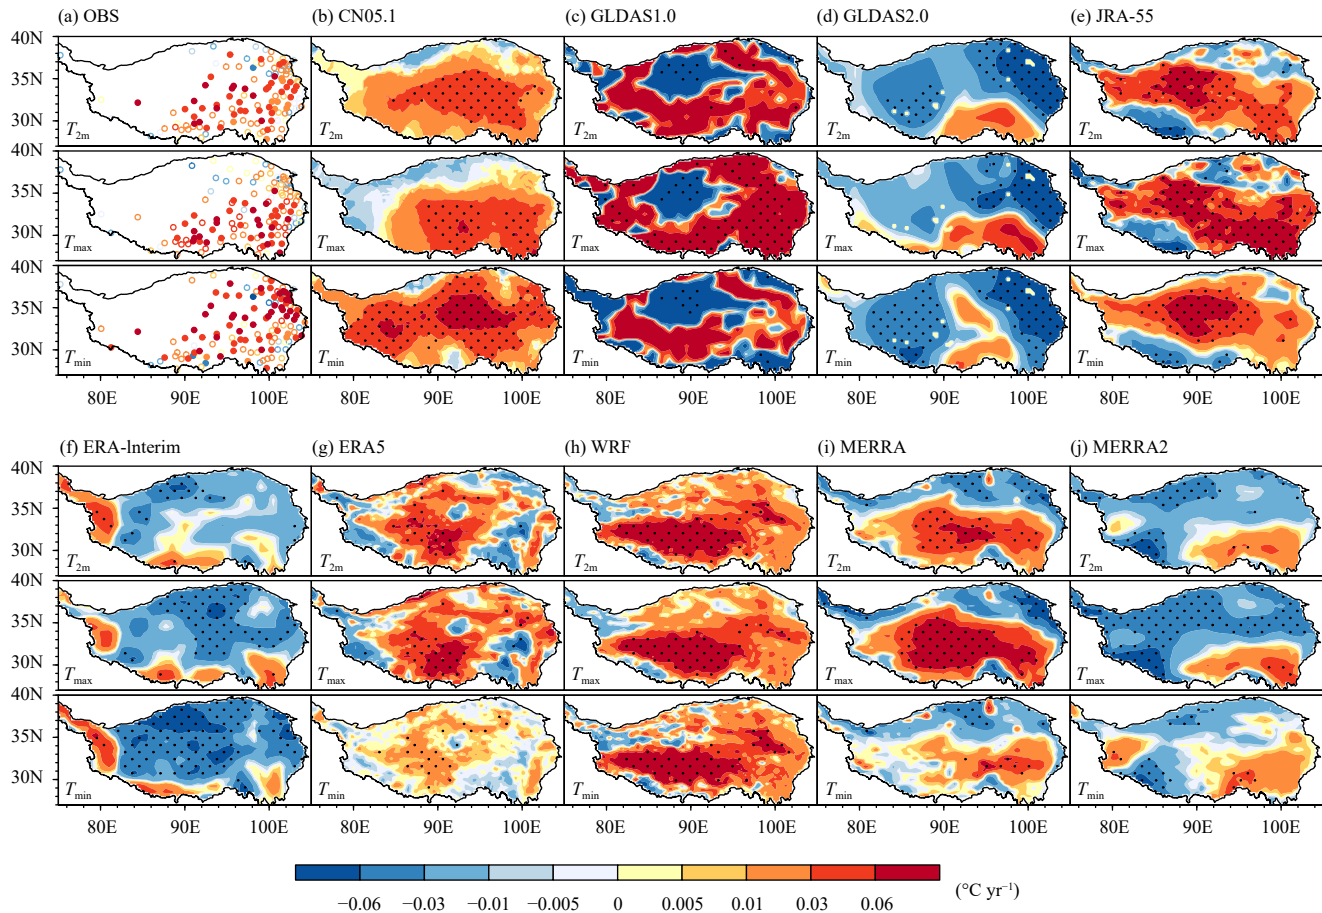 (a) OBS (b) CN05.1 (c) GLDAS1.0 (d) GLDAS2.0 (e) JRA-55
40N
35N
30N
T2m T2m T2m T2m T2m
40N
35N
30N
Tmax Tmax Tmax Tmax Tmax
40N
35N
30N
Tmin Tmin Tmin Tmin Tmin
80E 90E 100E 80E 90E 100E 80E 90E 100E 80E 90E 100E 80E 90E 100E
(f) ERA-Interim (g) ERA5 (h) WRF (i) MERRA (j) MERRA2
40N
35N
30N
T2m T2m T2m T2m T2m
40N
35N
30N
Tmax Tmax Tmax Tmax Tmax
40N
35N
30N
Tmin Tmin Tmin Tmin Tmin
80E 90E 100E 80E 90E 100E 80E 90E 100E 80E 90E 100E 80E 90E 100E
−0.06 −0.03 −0.01 −0.005 0 0.005 0.01 0.03 0.06 (°C yr⁻¹)